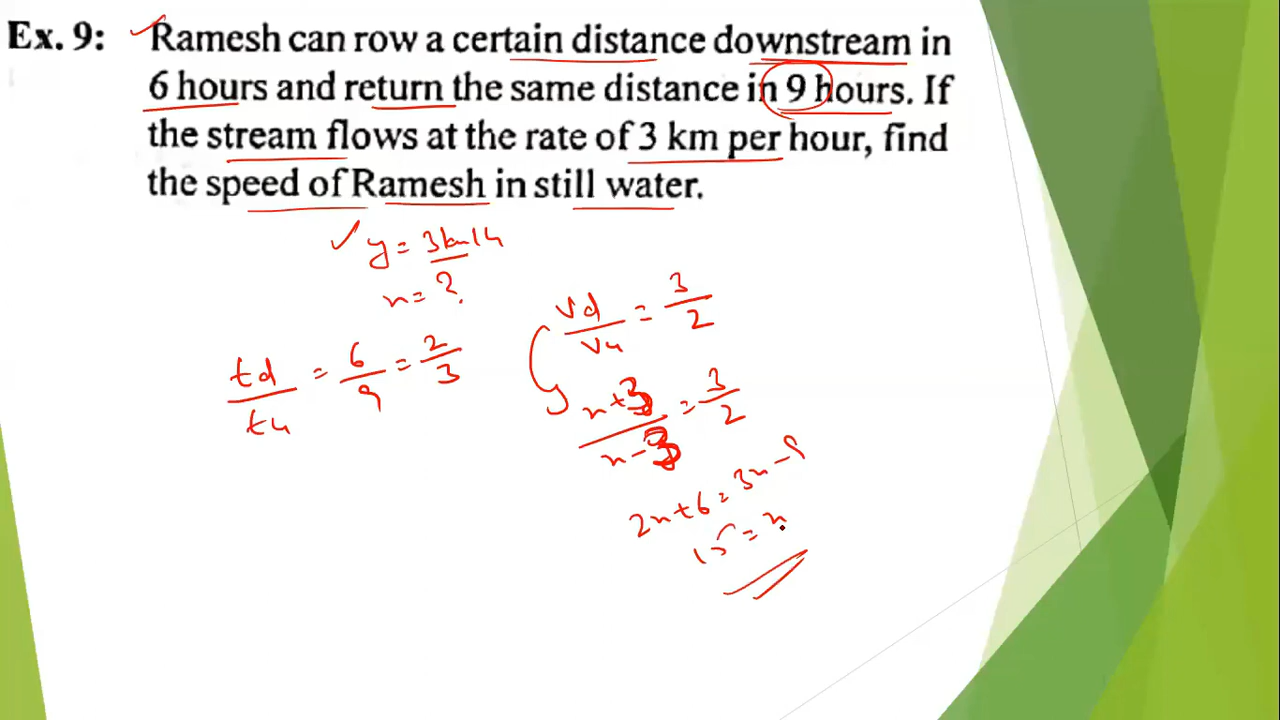 Ex. 9: Ramesh can row a certain distance downstream in
6 hours and return the same distance in 9 hours. If
the stream flows at the rate of 3 km per hour, find
the speed of Ramesh in still water.
y = 3km/h
x = ?
td/tu = 6/9 = 2/3
vd/vu = 3/2
x+3/x-3 = 3/2
2x+6 = 3x-9
15 = x